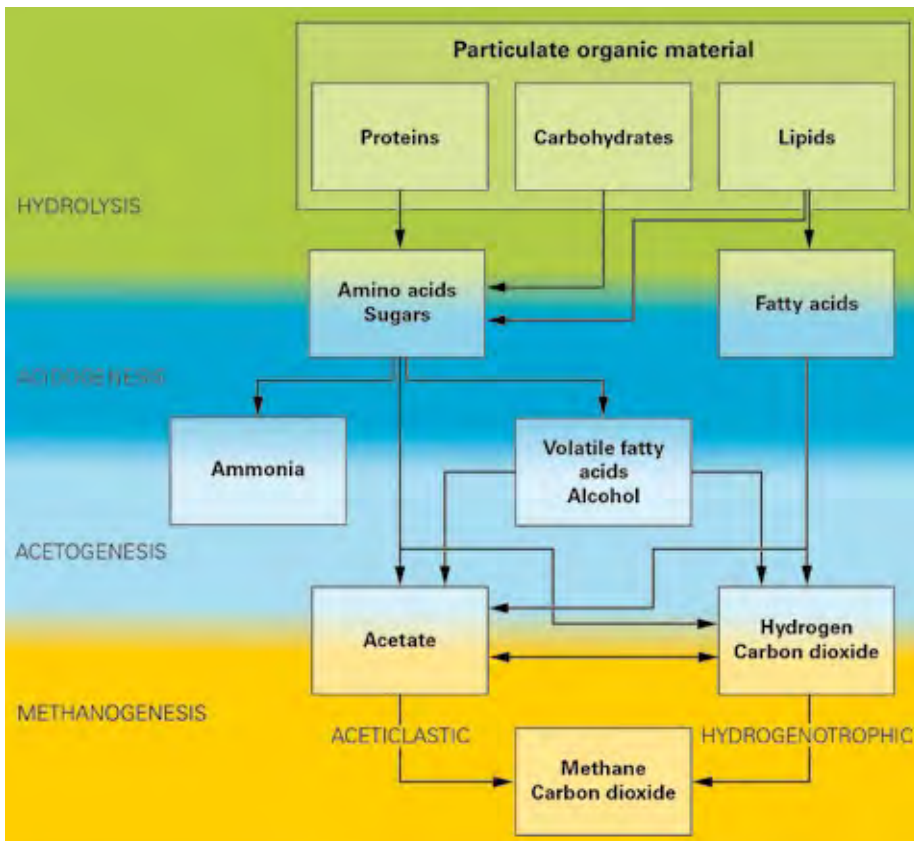 Particulate organic material
Proteins
Carbohydrates
Lipids
HYDROLYSIS
Amino acids
Sugars
Fatty acids
ACIDOGENESIS
Ammonia
Volatile fatty
acids
Alcohol
ACETOGENESIS
Acetate
Hydrogen
Carbon dioxide
METHANOGENESIS
ACETICLASTIC
HYDROGENOTROPHIC
Methane
Carbon dioxide